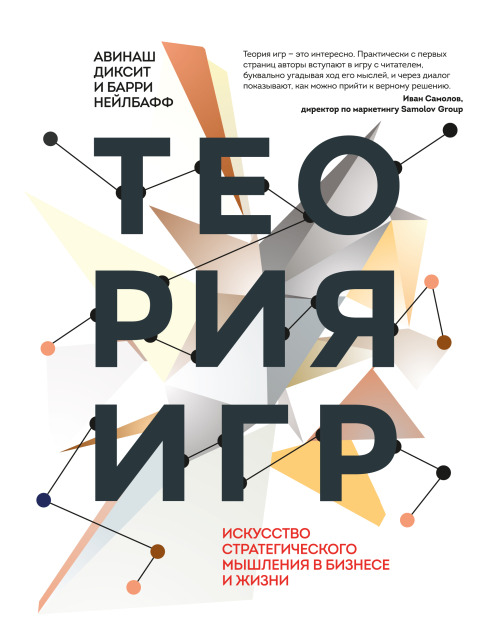 АВИНАШ
ДИКСИТ
И БАРРИ
НЕЙЛБАФФ
Теория игр – это интересно. Практически с первых
страниц авторы вступают в игру с читателем,
буквально угадывая ход его мыслей, и через диалог
показывают, как можно прийти к верному решению.
Иван Самолов,
директор по маркетингу Samolov Group
ТЕО
РИЯ
ИГР
ИСКУССТВО
СТРАТЕГИЧЕСКОГО
МЫШЛЕНИЯ В БИЗНЕСЕ
И ЖИЗНИ